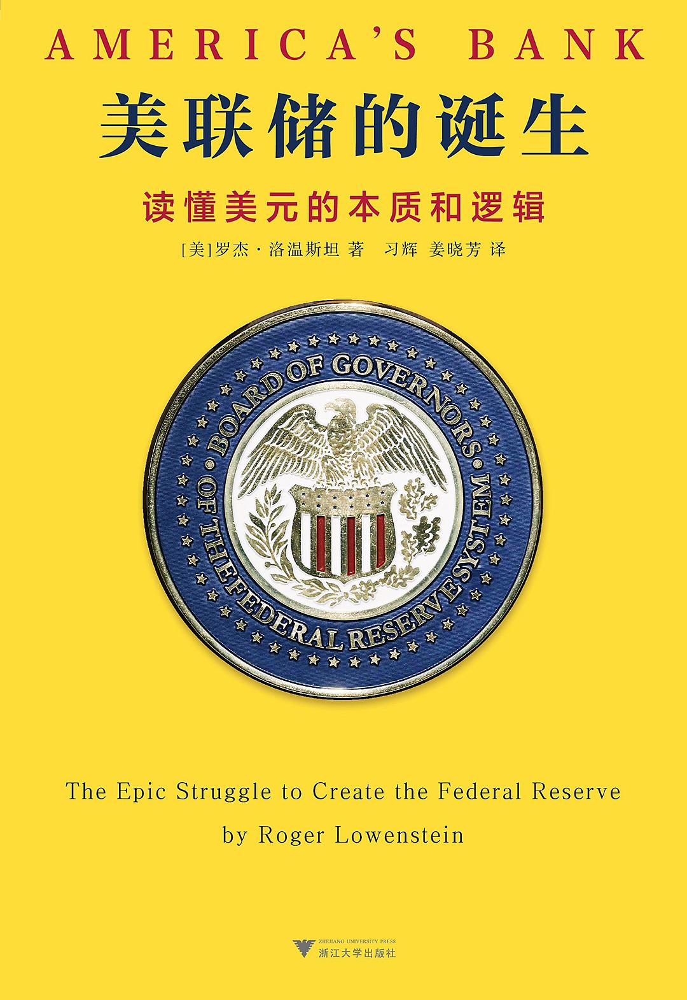 AMERICA'S BANK
美联储的诞生
读懂美元的本质和逻辑
[美]罗杰·洛温斯坦 著 习辉 姜晓芳 译
·BOARD OF GOVERNORS·
OF THE FEDERAL RESERVE SYSTEM
The Epic Struggle to Create the Federal Reserve
by Roger Lowenstein
ZHEJIANG UNIVERSITY PRESS
浙江大学出版社